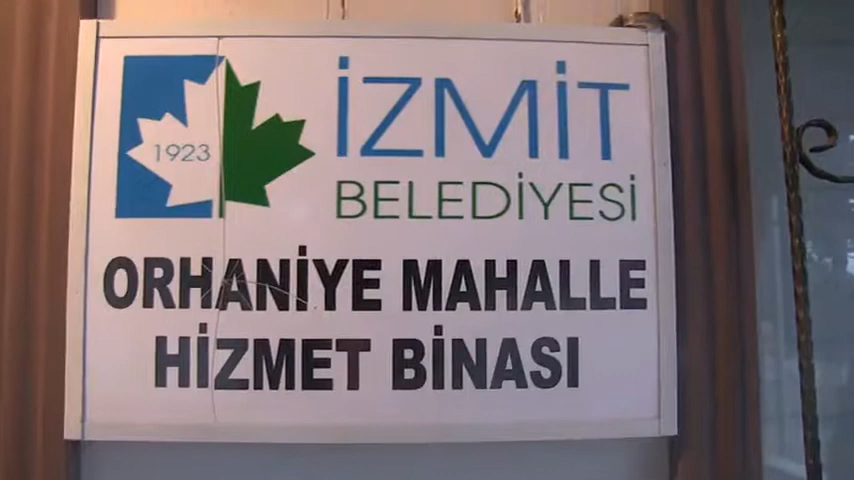 1923
İZMİT
BELEDİYESİ
ORHANİYE MAHALLE
HİZMET BİNASI